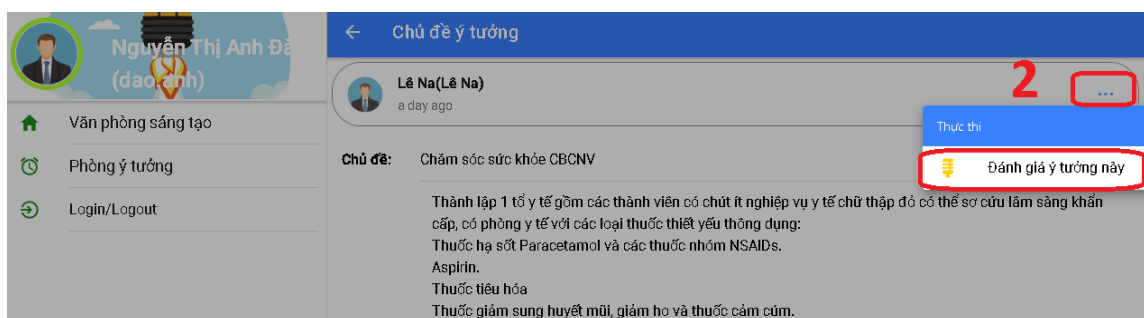 Nguyễn Thị Anh Đà
(dao anh)
Văn phòng sáng tạo
Phòng ý tưởng
Login/Logout
Chủ đề ý tưởng
Lê Na(Lê Na)
a day ago
2
...
Thực thi
Đánh giá ý tưởng này
Chủ đề: Chăm sóc sức khỏe CBCNV
Thành lập 1 tổ y tế gồm các thành viên có chút ít nghiệp vụ y tế chữ thập đỏ có thể sơ cứu lâm sàng khẩn
cấp, có phòng y tế với các loại thuốc thiết yếu thông dụng:
Thuốc hạ sốt Paracetamol và các thuốc nhóm NSAIDs.
Aspirin.
Thuốc tiêu hóa
Thuốc giảm sung huyết mũi, giảm ho và thuốc cảm cúm.